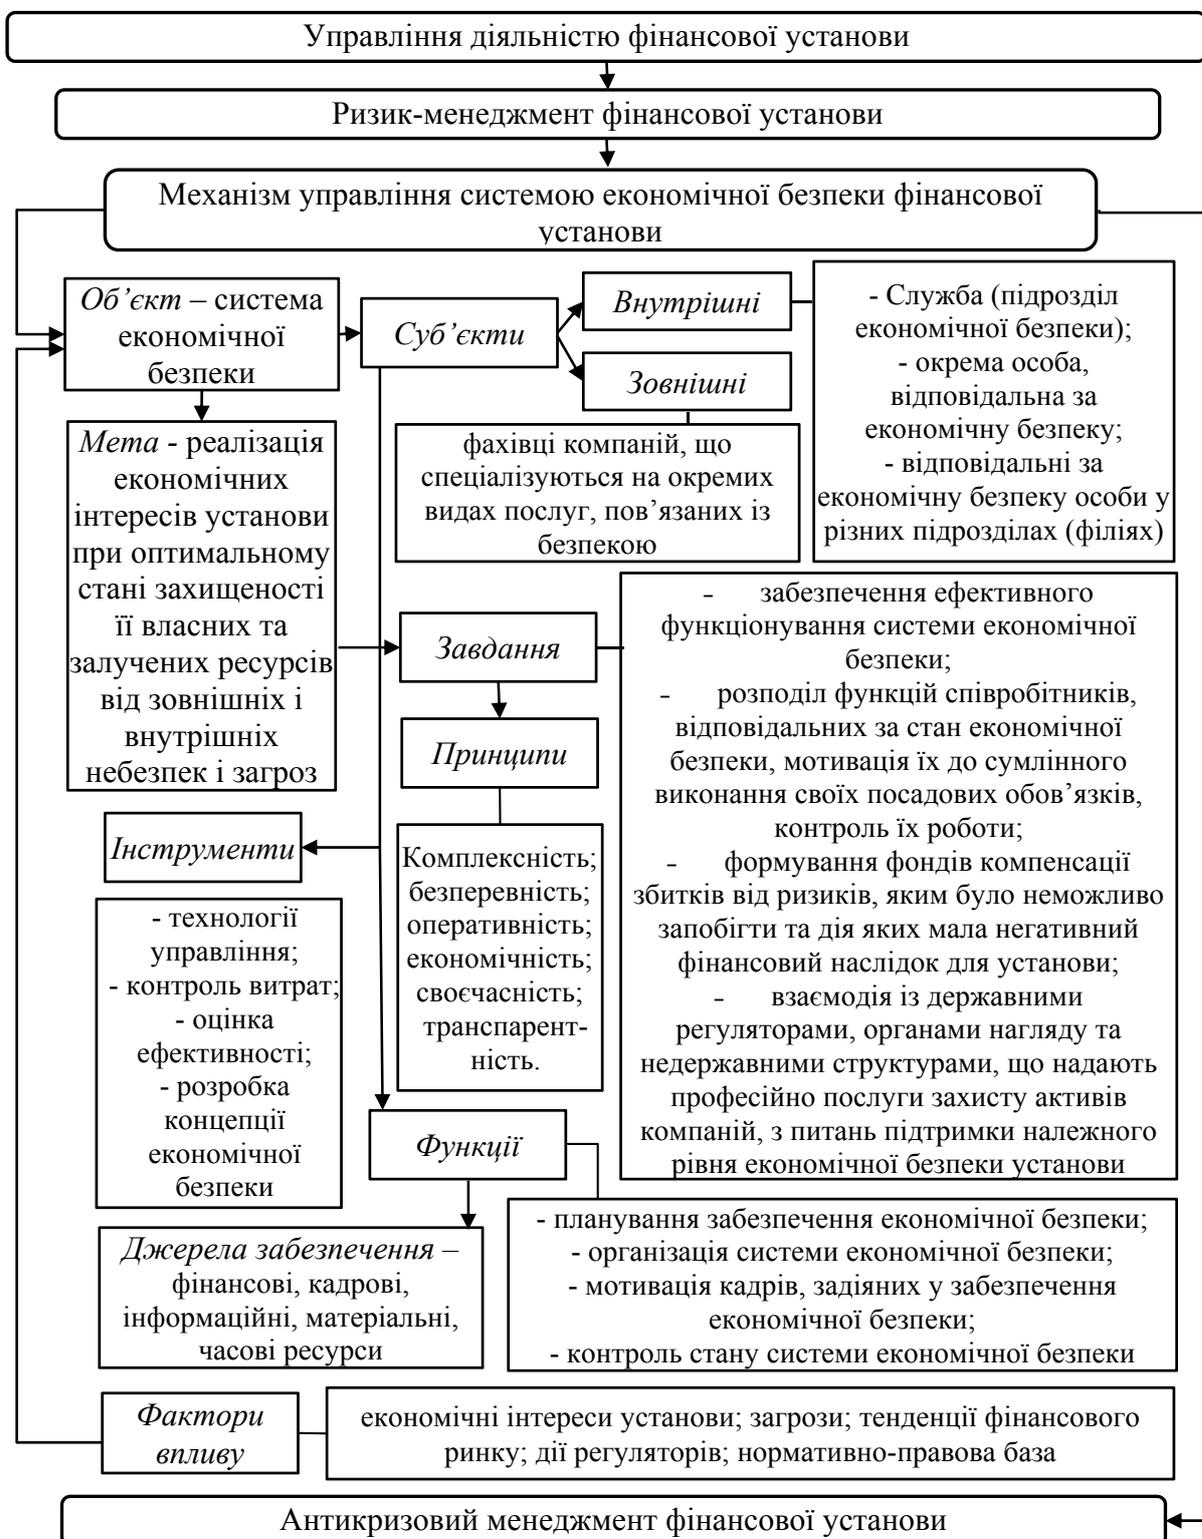 Управління діяльністю фінансової установи
Ризик-менеджмент фінансової установи
Механізм управління системою економічної безпеки фінансової
установи
Об’єкт – система
економічної
безпеки
Суб’єкти
Внутрішні
Зовнішні
- Служба (підрозділ
економічної безпеки);
- окрема особа,
відповідальна за
економічну безпеку;
- відповідальні за
економічну безпеку особи у
різних підрозділах (філіях)
фахівці компаній, що
спеціалізуються на окремих
видах послуг, пов’язаних із
безпекою
Мета - реалізація
економічних
інтересів установи
при оптимальному
стані захищеності
її власних та
залучених ресурсів
від зовнішніх і
внутрішніх
небезпек і загроз
Завдання
- забезпечення ефективного
функціонування системи економічної
безпеки;
- розподіл функцій співробітників,
відповідальних за стан економічної
безпеки, мотивація їх до сумлінного
виконання своїх посадових обов’язків,
контроль їх роботи;
- формування фондів компенсації
збитків від ризиків, яким було неможливо
запобігти та дія яких мала негативний
фінансовий наслідок для установи;
- взаємодія із державними
регуляторами, органами нагляду та
недержавними структурами, що надають
професійно послуги захисту активів
компаній, з питань підтримки належного
рівня економічної безпеки установи
Принципи
Комплексність;
безперевність;
оперативність;
економічність;
своєчасність;
транспарент-
ність.
Інструменти
- технології
управління;
- контроль витрат;
- оцінка
ефективності;
- розробка
концепції
економічної
безпеки
Функції
- планування забезпечення економічної безпеки;
- організація системи економічної безпеки;
- мотивація кадрів, задіяних у забезпечення
економічної безпеки;
- контроль стану системи економічної безпеки
Джерела забезпечення –
фінансові, кадрові,
інформаційні, матеріальні,
часові ресурси
Фактори
впливу
економічні інтереси установи; загрози; тенденції фінансового
ринку; дії регуляторів; нормативно-правова база
Антикризовий менеджмент фінансової установи